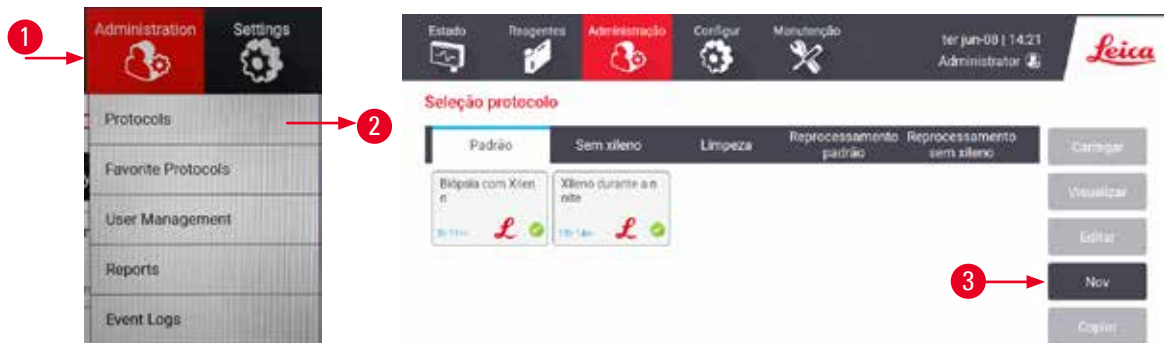 1
Administration Settings
Protocols
2
Favorite Protocols
User Management
Reports
Event Logs
Estado Reagentes Administração Configur Manutenção
ter jun-08 | 14:21
Administrator
Leica
Seleção protocolo
Padrão Sem xileno Limpeza Reprocessamento padrão Reprocessamento sem xileno
Carregar
Biópsia com Xilen
n
Xileno durante a n
oite
Visualizar
L
L
Editar
3
Nov
Copiar